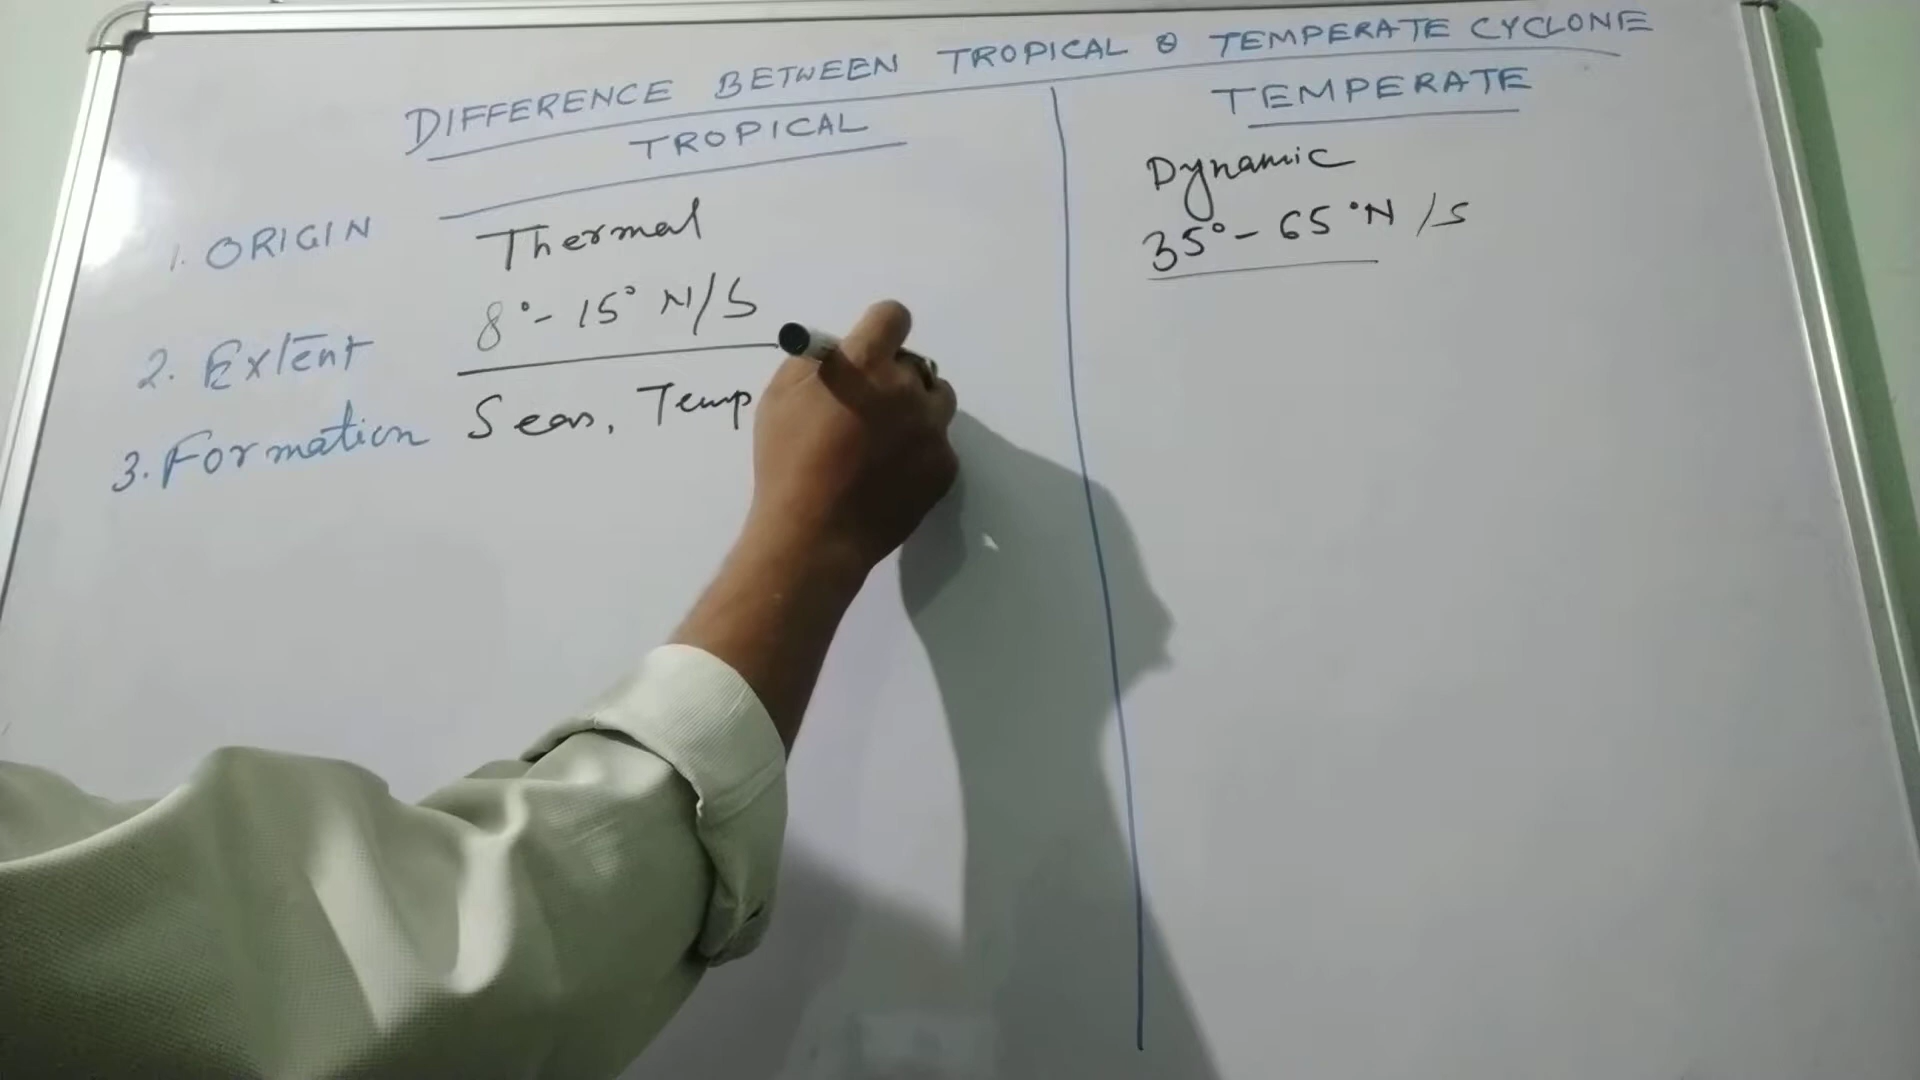 DIFFERENCE BETWEEN TROPICAL & TEMPERATE CYCLONE
TROPICAL
TEMPERATE
1. ORIGIN Thermal Dynamic
2. Extent 8°- 15° N/S 35°- 65°N /S
3. Formation Seas, Temp